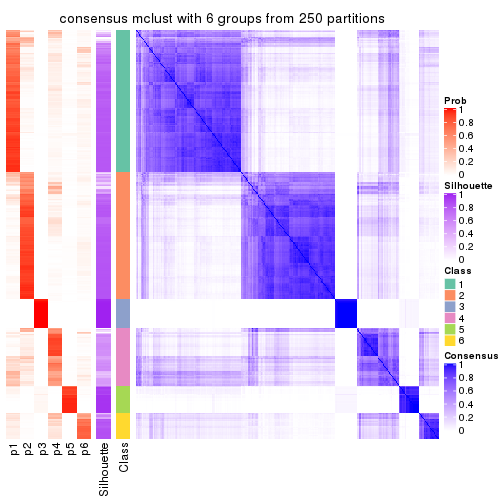 consensus mclust with 6 groups from 250 partitions
Prob
1
0.8
0.6
0.4
0.2
0
Silhouette
1
0.8
0.6
0.4
0.2
0
Class
1
2
3
4
5
6
Consensus
1
0.8
0.6
0.4
0.2
0
p1
p2
p3
p4
p5
p6
Silhouette
Class